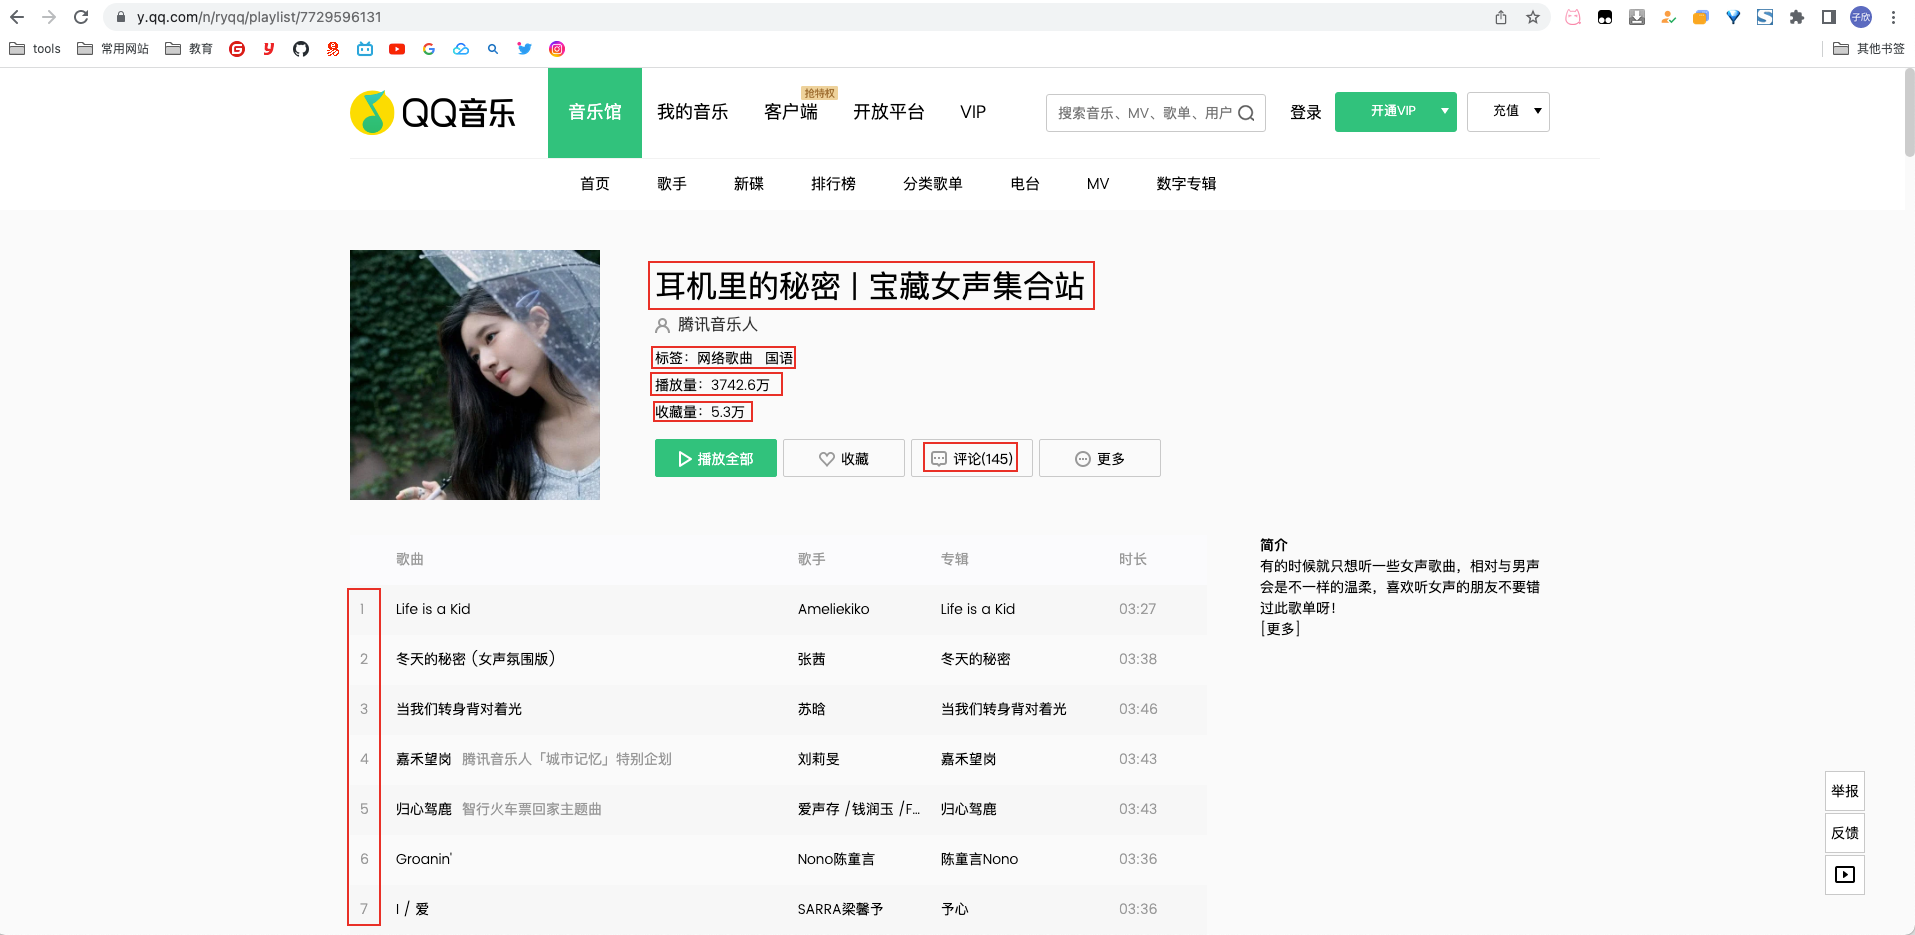 y.qq.com/n/ryqq/playlist/7729596131
子欣
tools 常用网站 教育 其他书签
QQ音乐 音乐馆 我的音乐 客户端 抢特权 开放平台 VIP 搜索音乐、MV、歌单、用户 登录 开通VIP 充值
首页 歌手 新碟 排行榜 分类歌单 电台 MV 数字专辑
耳机里的秘密丨宝藏女声集合站
腾讯音乐人
标签：网络歌曲 国语
播放量：3742.6万
收藏量：5.3万
播放全部 收藏 评论(145) 更多
歌曲 歌手 专辑 时长
1 Life is a Kid Ameliekiko Life is a Kid 03:27
2 冬天的秘密 (女声氛围版) 张茜 冬天的秘密 03:38
3 当我们转身背对着光 苏晗 当我们转身背对着光 03:46
4 嘉禾望岗 腾讯音乐人「城市记忆」特别企划 刘莉旻 嘉禾望岗 03:43
5 归心驾鹿 智行火车票回家主题曲 爱声存 /钱润玉 /F... 归心驾鹿 03:43
6 Groanin' Nono陈童言 陈童言Nono 03:36
7 I / 爱 SARRA梁馨予 予心 03:36
简介
有的时候就只想听一些女声歌曲，相对与男声
会是不一样的温柔，喜欢听女声的朋友不要错
过此歌单呀！
[更多]
举报
反馈